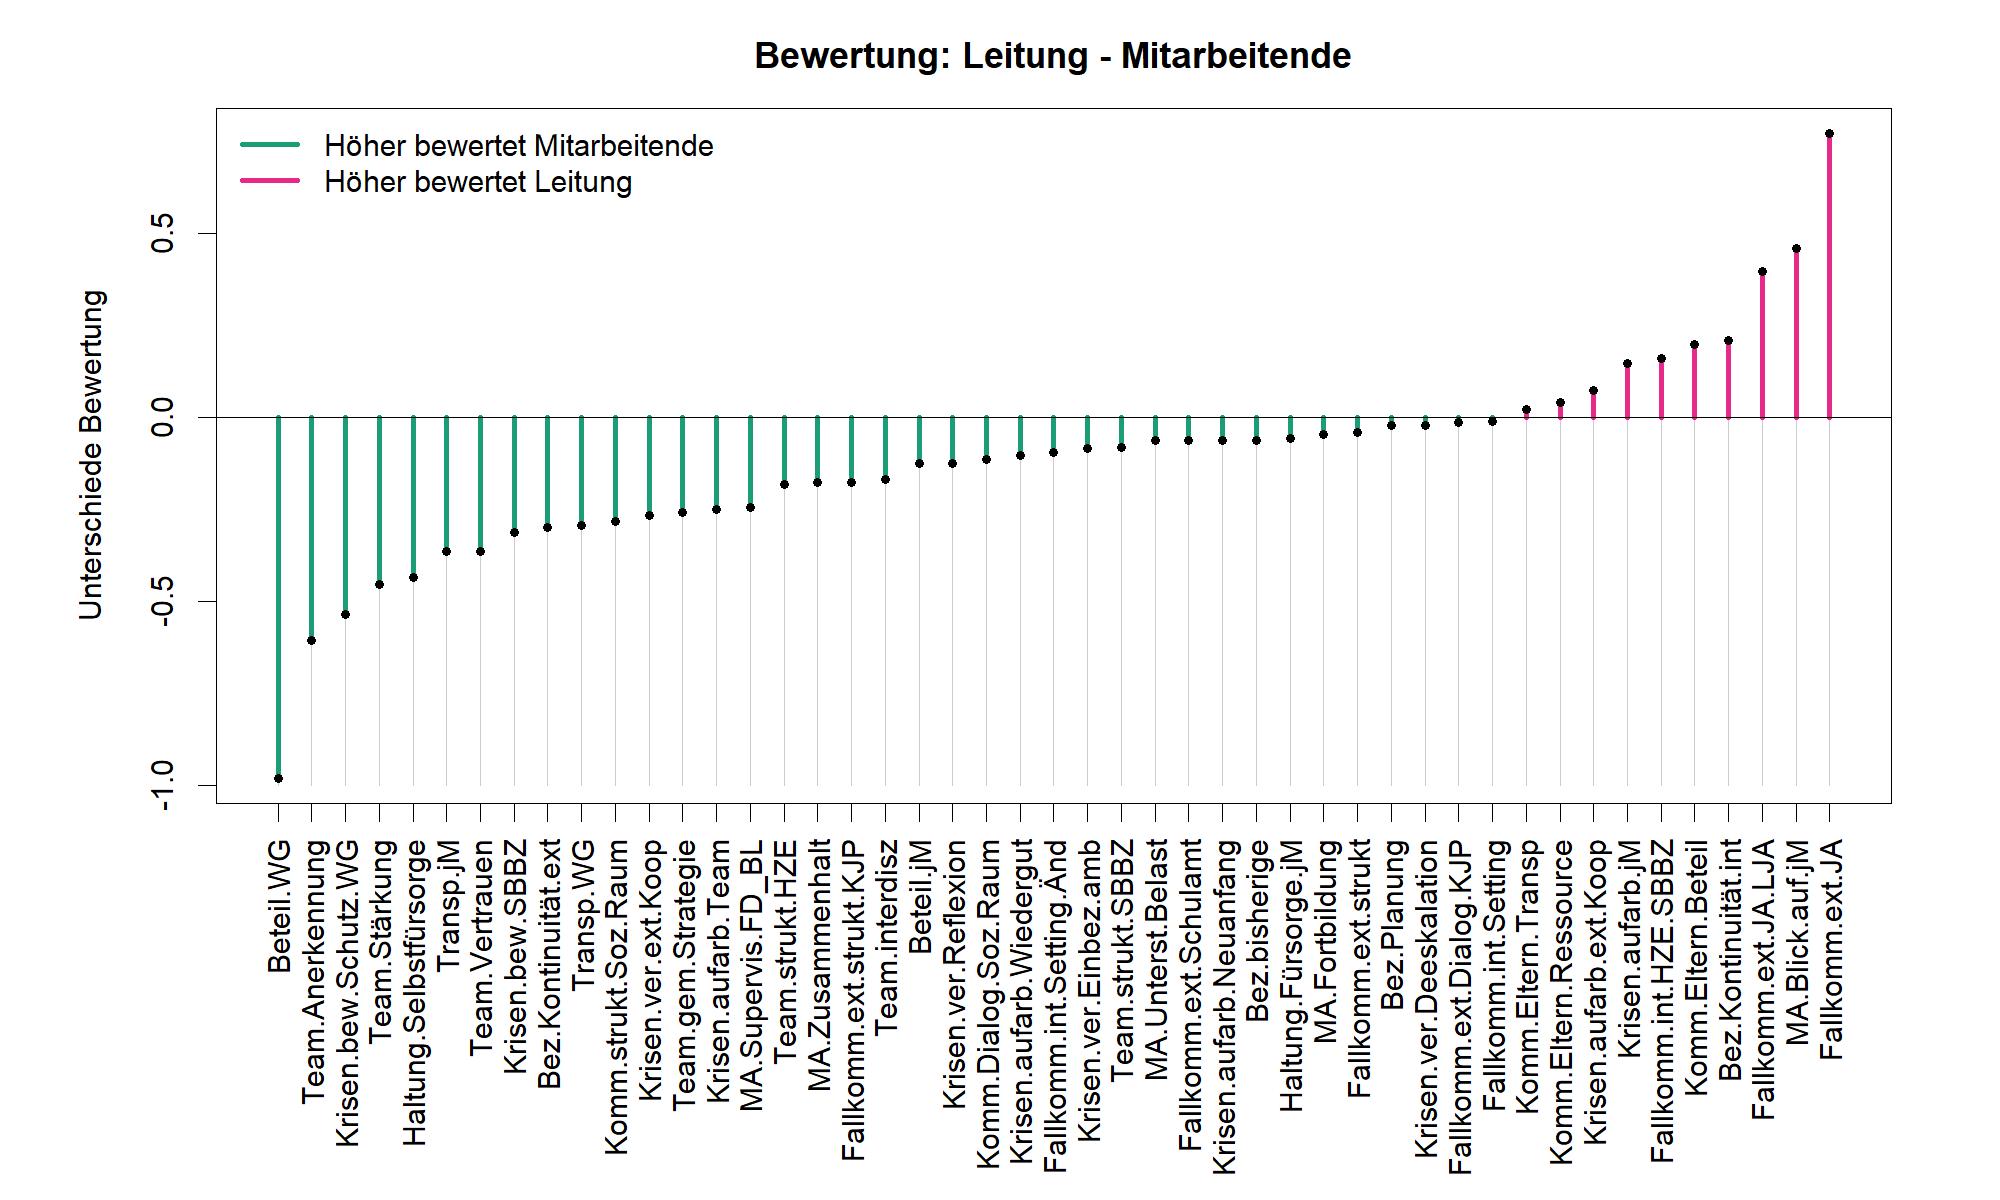 Bewertung: Leitung - Mitarbeitende
Höher bewertet Mitarbeitende
Höher bewertet Leitung
Unterschiede Bewertung
0.5
0.0
-0.5
-1.0
Beteil.WG
Team.Anerkennung
Krisen.bew.Schutz.WG
Team.Stärkung
Haltung.Selbstfürsorge
Transp.jM
Team.Vertrauen
Krisen.bew.SBBZ
Bez.Kontinuität.ext
Transp.WG
Komm.strukt.Soz.Raum
Krisen.ver.ext.Koop
Team.gem.Strategie
Krisen.aufarb.Team
MA.Supervis.FD_BL
Team.strukt.HZE
MA.Zusammenhalt
Fallkomm.ext.strukt.KJP
Team.interdisz
Beteil.jM
Krisen.ver.Reflexion
Komm.Dialog.Soz.Raum
Krisen.aufarb.Wiedergut
Fallkomm.int.Setting.Änd
Krisen.ver.Einbez.amb
Team.strukt.SBBZ
MA.Unterst.Belast
Fallkomm.ext.Schulamt
Krisen.aufarb.Neuanfang
Bez.bisherige
Haltung.Fürsorge.jM
MA.Fortbildung
Fallkomm.ext.strukt
Bez.Planung
Krisen.ver.Deeskalation
Fallkomm.ext.Dialog.KJP
Fallkomm.int.Setting
Komm.Eltern.Transp
Komm.Eltern.Ressource
Krisen.aufarb.ext.Koop
Krisen.aufarb.jM
Fallkomm.int.HZE.SBBZ
Komm.Eltern.Beteil
Bez.Kontinuität.int
Fallkomm.ext.JA.LJA
MA.Blick.auf.jM
Fallkomm.ext.JA